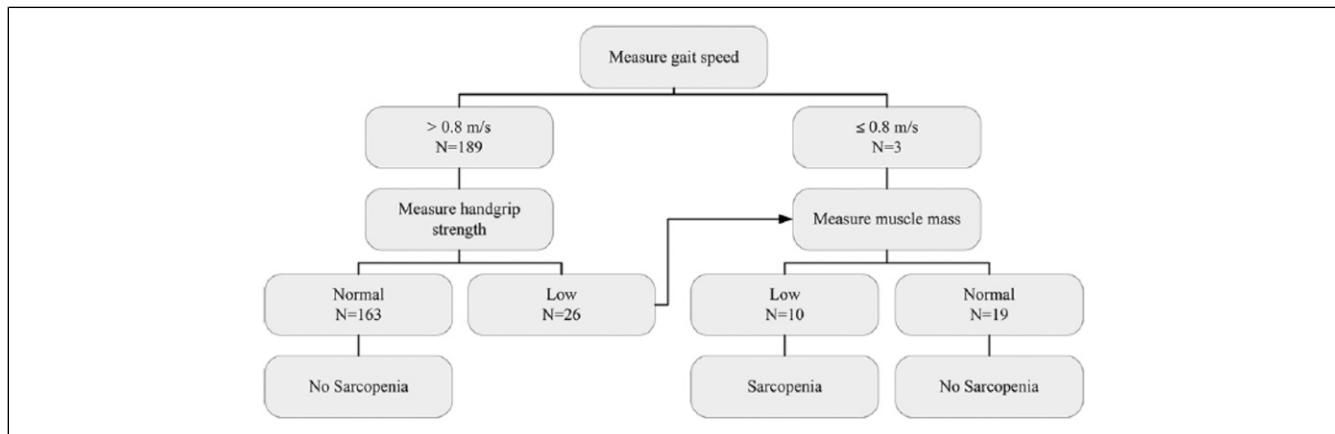 Measure gait speed
> 0.8 m/s
N=189
≤ 0.8 m/s
N=3
Measure handgrip
strength
Measure muscle mass
Normal
N=163
Low
N=26
Low
N=10
Normal
N=19
No Sarcopenia
Sarcopenia
No Sarcopenia